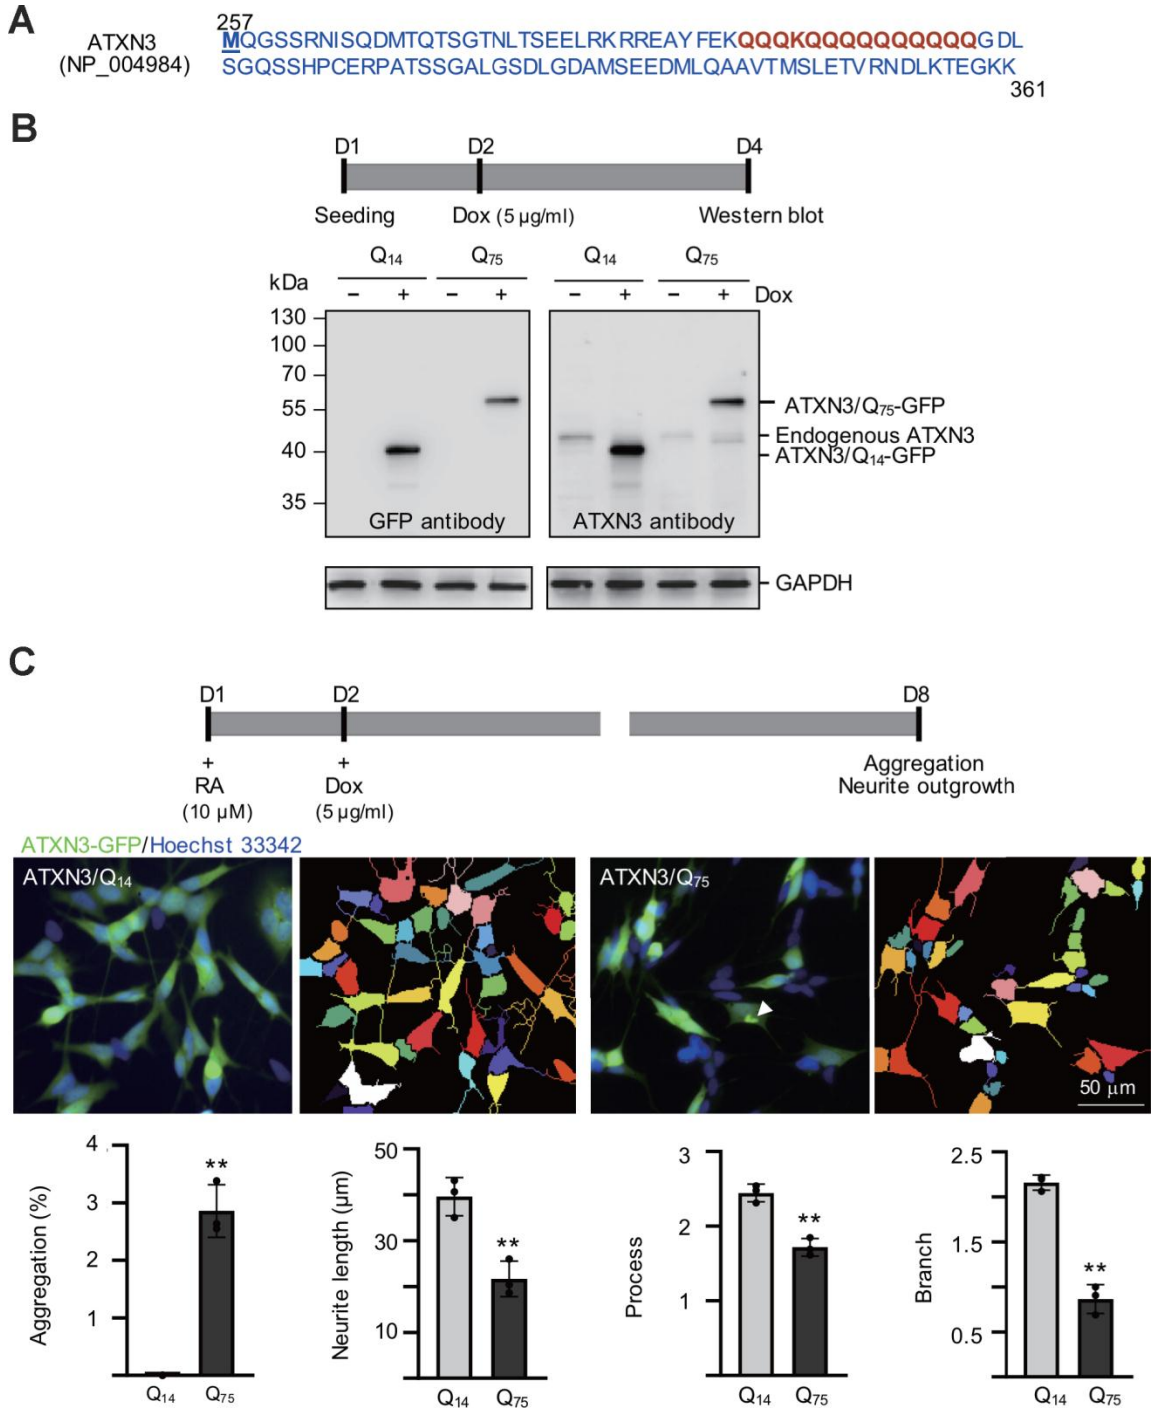 A
257
ATXN3
(NP_004984)
MQGSSRNISQDMTQTSGTNLTSEELRKRREAYFEKQQQKQQQQQQQQQQGDL
SGQSSHPCERPATSSGALGSDLGDAMSEEDMLQAAVTMSLETVRNDLKTEGKK
361
B
D1 D2 D4
Seeding Dox (5 µg/ml) Western blot
Q14 Q75 Q14 Q75
kDa
– + – + – + – + Dox
130
100
70
55
40
35
ATXN3/Q75-GFP
Endogenous ATXN3
ATXN3/Q14-GFP
GFP antibody ATXN3 antibody
GAPDH
C
D1 D2 D8
+ + Aggregation
RA Dox Neurite outgrowth
(10 µM) (5 µg/ml)
ATXN3-GFP/Hoechst 33342
ATXN3/Q14 ATXN3/Q75
50 µm
Aggregation (%)
4
3
2
1
**
Q14 Q75
Neurite length (µm)
50
30
10
**
Q14 Q75
Process
3
2
1
**
Q14 Q75
Branch
2.5
1.5
0.5
**
Q14 Q75